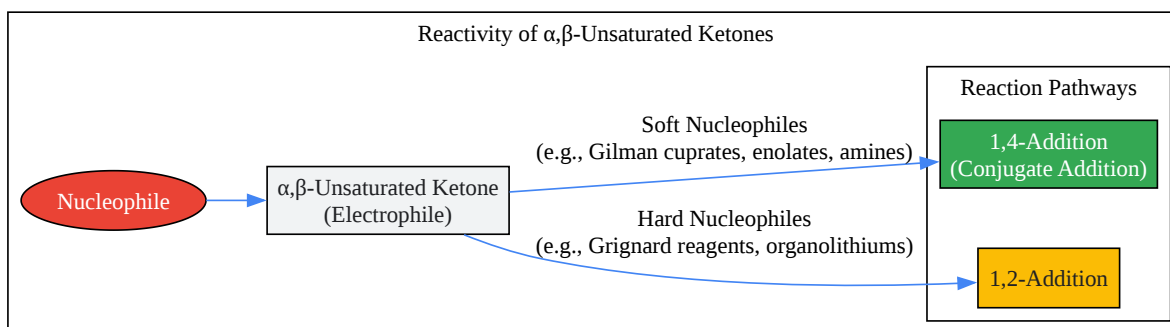 Reactivity of α,β-Unsaturated Ketones
Reaction Pathways
Soft Nucleophiles
(e.g., Gilman cuprates, enolates, amines)
1,4-Addition
(Conjugate Addition)
Nucleophile
α,β-Unsaturated Ketone
(Electrophile)
Hard Nucleophiles
(e.g., Grignard reagents, organolithiums)
1,2-Addition